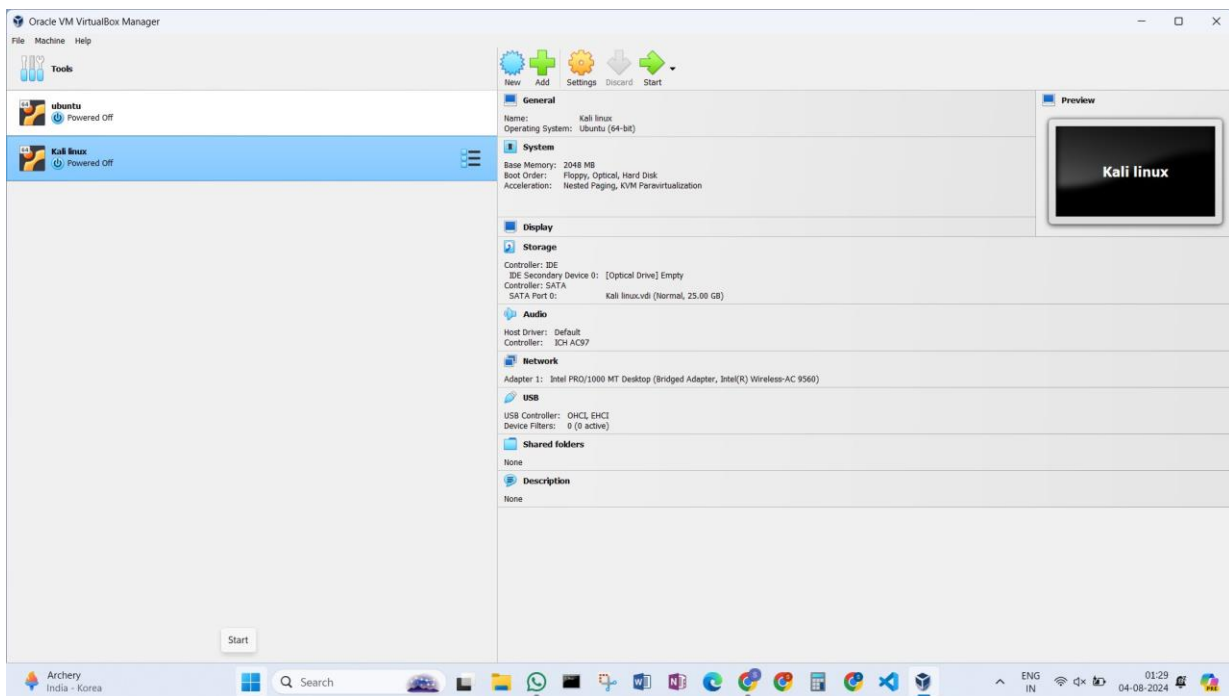 Oracle VM VirtualBox Manager
File Machine Help
Tools
New Add Settings Discard Start
64
ubuntu
Powered Off
64
Kali linux
Powered Off
General
Name: Kali linux
Operating System: Ubuntu (64-bit)
System
Base Memory: 2048 MB
Boot Order: Floppy, Optical, Hard Disk
Acceleration: Nested Paging, KVM Paravirtualization
Display
Storage
Controller: IDE
IDE Secondary Device 0: [Optical Drive] Empty
Controller: SATA
SATA Port 0: Kali linux.vdi (Normal, 25.00 GB)
Audio
Host Driver: Default
Controller: ICH AC97
Network
Adapter 1: Intel PRO/1000 MT Desktop (Bridged Adapter, Intel(R) Wireless-AC 9560)
USB
USB Controller: OHCI, EHCI
Device Filters: 0 (0 active)
Shared folders
None
Description
None
Preview
Kali linux
Start
Archery
India - Korea
Search
ENG
IN
01:29
04-08-2024